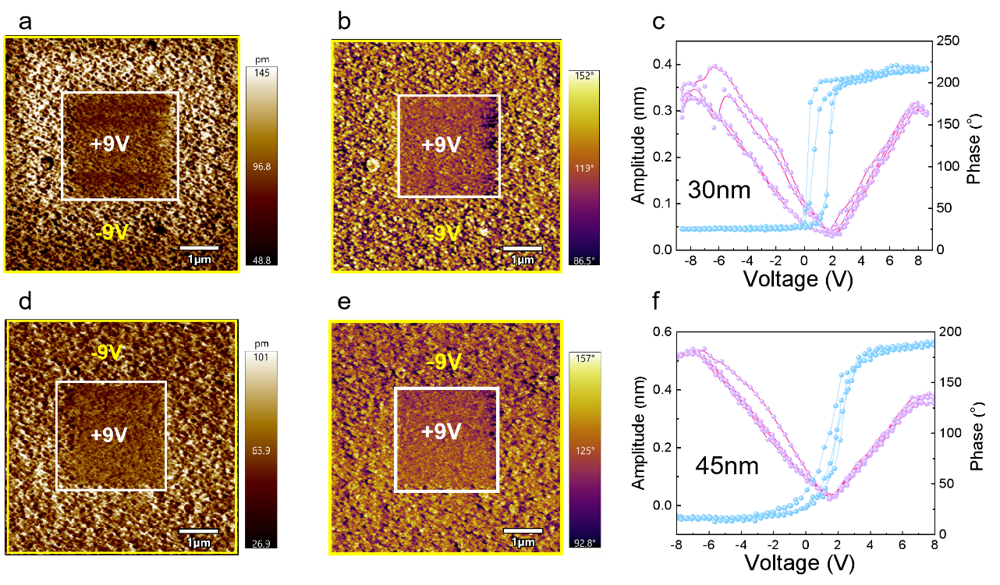 a
pm
145
96.8
48.8
+9V
-9V
1μm
b
152°
119°
86.5°
+9V
-9V
1μm
c
0.4
0.3
0.2
0.1
0.0
Amplitude (nm)
250
200
150
100
50
0
Phase (°)
30nm
-8 -6 -4 -2 0 2 4 6 8
Voltage (V)
d
pm
101
63.9
26.9
-9V
+9V
1μm
e
157°
125°
92.8°
-9V
+9V
1μm
f
0.6
0.4
0.2
0.0
Amplitude (nm)
200
150
100
50
0
Phase (°)
45nm
-8 -6 -4 -2 0 2 4 6 8
Voltage (V)